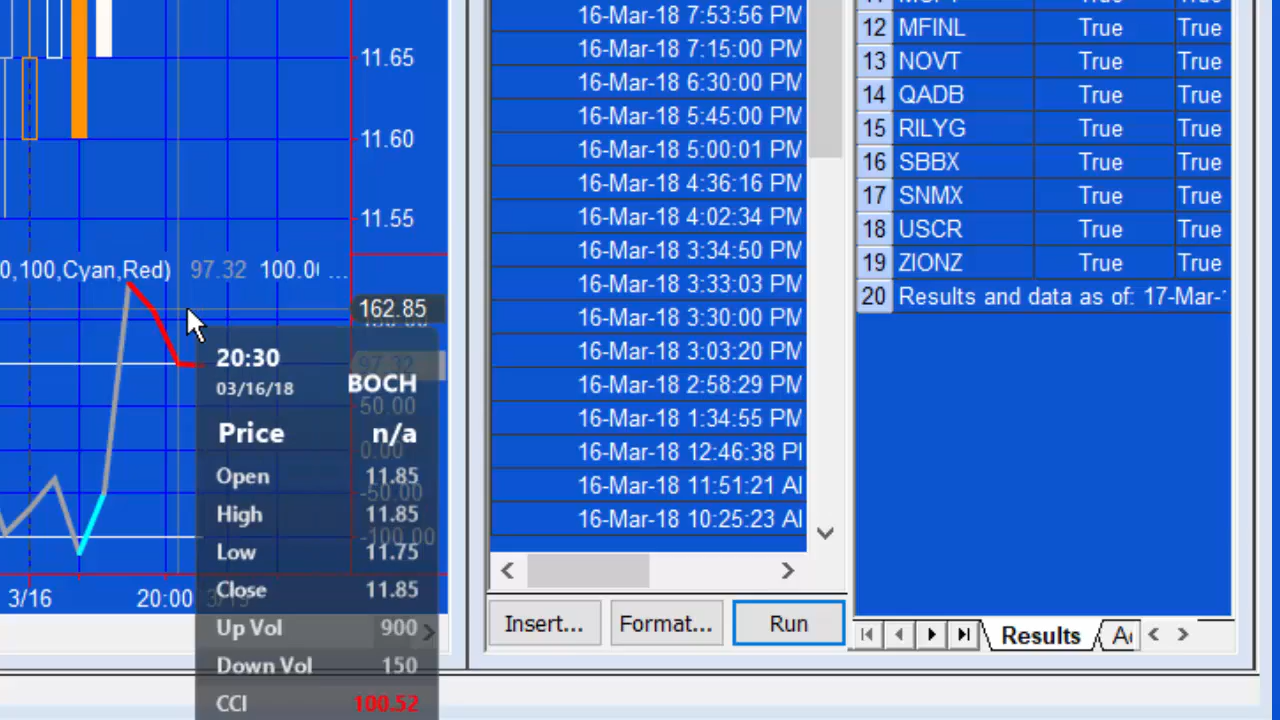 11.65
11.60
11.55
0,100,Cyan,Red) 97.32 100.0 ...
162.85
97.32
50.00
0.00
-50.00
-100.00
3/16 20:00
20:30
03/16/18
BOCH
Price n/a
Open 11.85
High 11.85
Low 11.75
Close 11.85
Up Vol 900
Down Vol 150
CCI 100.52
16-Mar-18 7:53:56 PM
16-Mar-18 7:15:00 PM
16-Mar-18 6:30:00 PM
16-Mar-18 5:45:00 PM
16-Mar-18 5:00:01 PM
16-Mar-18 4:36:16 PM
16-Mar-18 4:02:34 PM
16-Mar-18 3:34:50 PM
16-Mar-18 3:33:03 PM
16-Mar-18 3:30:00 PM
16-Mar-18 3:03:20 PM
16-Mar-18 2:58:29 PM
16-Mar-18 1:34:55 PM
16-Mar-18 12:46:38 P
16-Mar-18 11:51:21 A
16-Mar-18 10:25:23 A
Insert... Format... Run
12 MFINL True True
13 NOVT True True
14 QADB True True
15 RILYG True True
16 SBBX True True
17 SNMX True True
18 USCR True True
19 ZIONZ True True
20 Results and data as of: 17-Mar-
Results